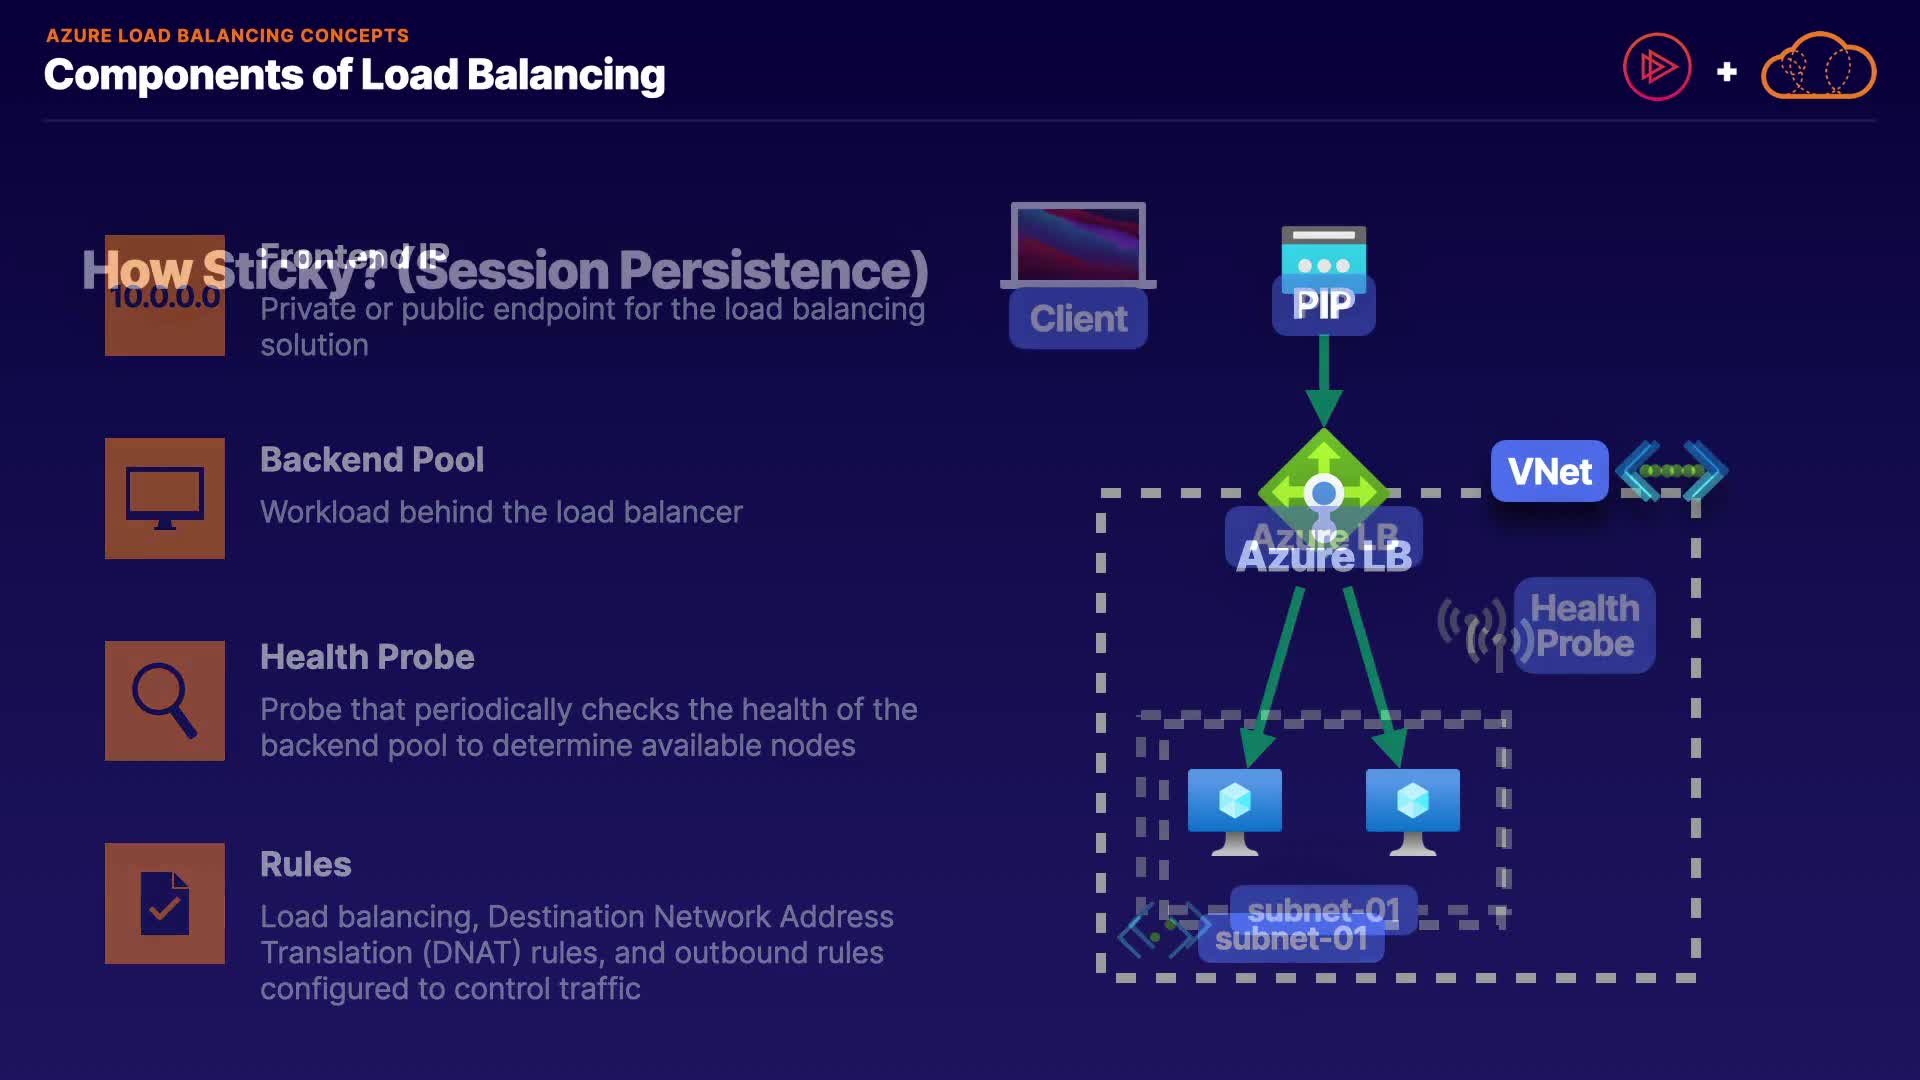 AZURE LOAD BALANCING CONCEPTS
Components of Load Balancing
+
How Sticky? (Session Persistence)
Frontend IP
10.0.0.0
Private or public endpoint for the load balancing
solution
Backend Pool
Workload behind the load balancer
Health Probe
Probe that periodically checks the health of the
backend pool to determine available nodes
Rules
Load balancing, Destination Network Address
Translation (DNAT) rules, and outbound rules
configured to control traffic
Client
PIP
VNet
Azure LB
Azure LB
Health
Probe
subnet-01
subnet-01